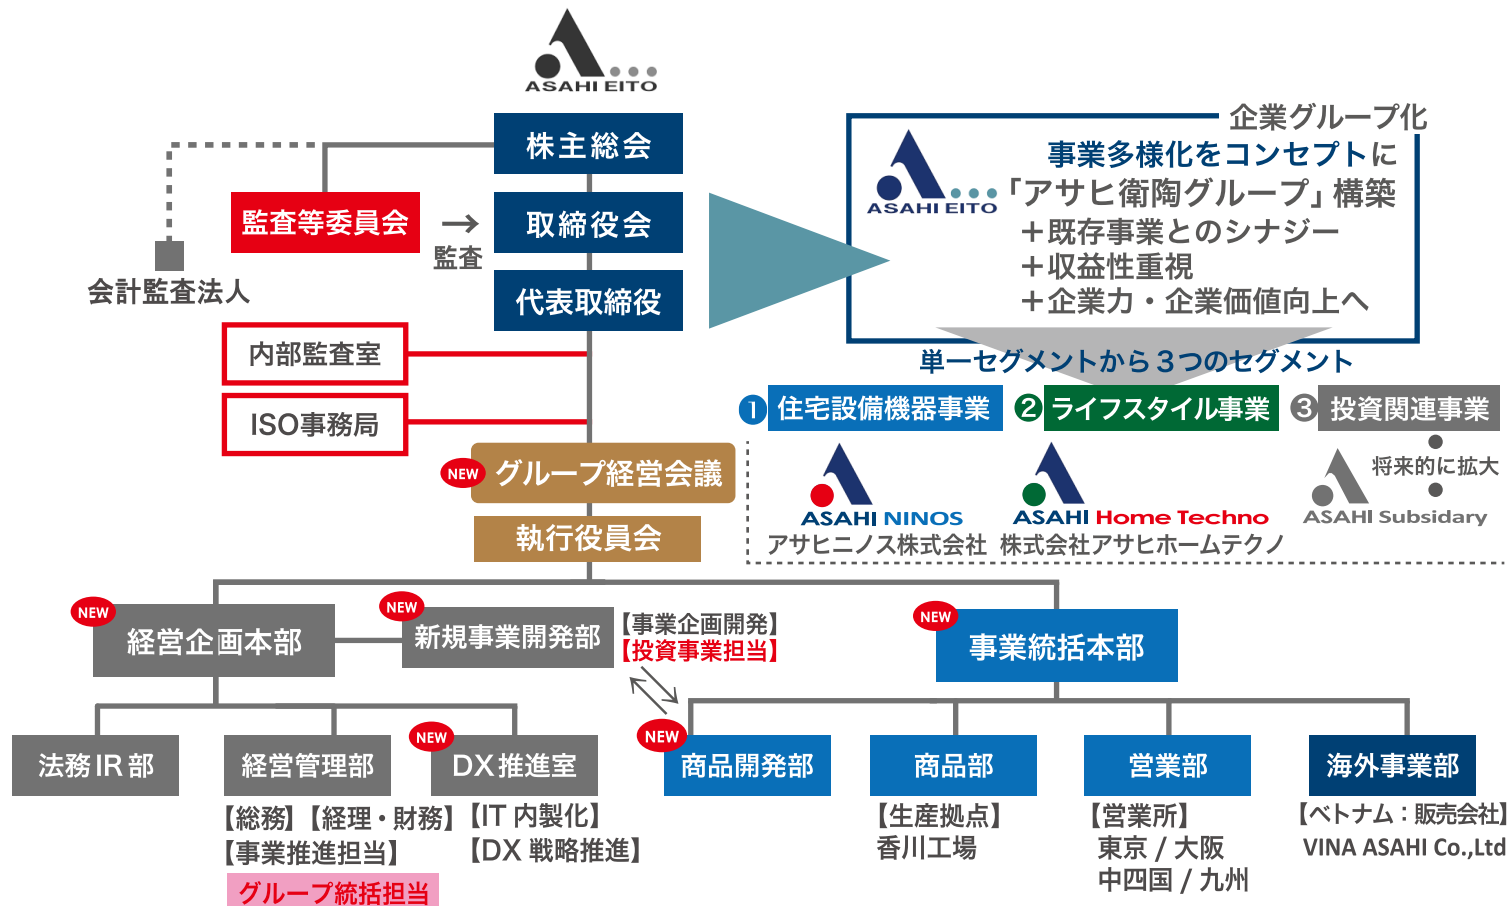 ASAHI EITO
株主総会
監査等委員会
→
監査
取締役会
会計監査法人
代表取締役
内部監査室
ISO事務局
NEW
グループ経営会議
執行役員会
企業グループ化
ASAHI EITO
事業多様化をコンセプトに
「アサヒ衛陶グループ」構築
＋既存事業とのシナジー
＋収益性重視
＋企業力・企業価値向上へ
単一セグメントから３つのセグメント
❶ 住宅設備機器事業
❷ ライフスタイル事業
❸ 投資関連事業
将来的に拡大
ASAHI NINOS
アサヒニノス株式会社
ASAHI Home Techno
株式会社アサヒホームテクノ
ASAHI Subsidary
NEW
経営企画本部
NEW
新規事業開発部
【事業企画開発】
【投資事業担当】
NEW
事業統括本部
法務IR部
経営管理部
【総務】【経理・財務】
【事業推進担当】
グループ統括担当
NEW
DX推進室
【IT 内製化】
【DX 戦略推進】
NEW
商品開発部
商品部
【生産拠点】
香川工場
営業部
【営業所】
東京 / 大阪
中四国 / 九州
海外事業部
【ベトナム：販売会社】
VINA ASAHI Co.,Ltd